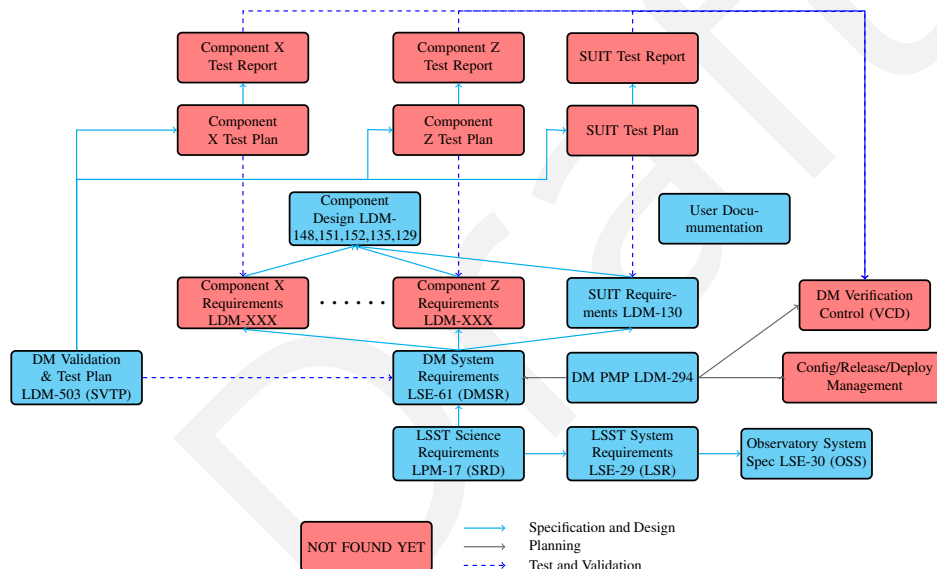 Component X
Test Report
Component Z
Test Report
SUIT Test Report
Component
X Test Plan
Component
Z Test Plan
SUIT Test Plan
Component
Design LDM-
148,151,152,135,129
User Docu-
mumentation
Component X
Requirements
LDM-XXX
Component Z
Requirements
LDM-XXX
SUIT Require-
ments LDM-130
DM Verification
Control (VCD)
DM Validation
& Test Plan
LDM-503 (SVTP)
DM System
Requirements
LSE-61 (DMSR)
DM PMP LDM-294
Config/Release/Deploy
Management
LSST Science
Requirements
LPM-17 (SRD)
LSST System
Requirements
LSE-29 (LSR)
Observatory System
Spec LSE-30 (OSS)
NOT FOUND YET
Specification and Design
Planning
Test and Validation